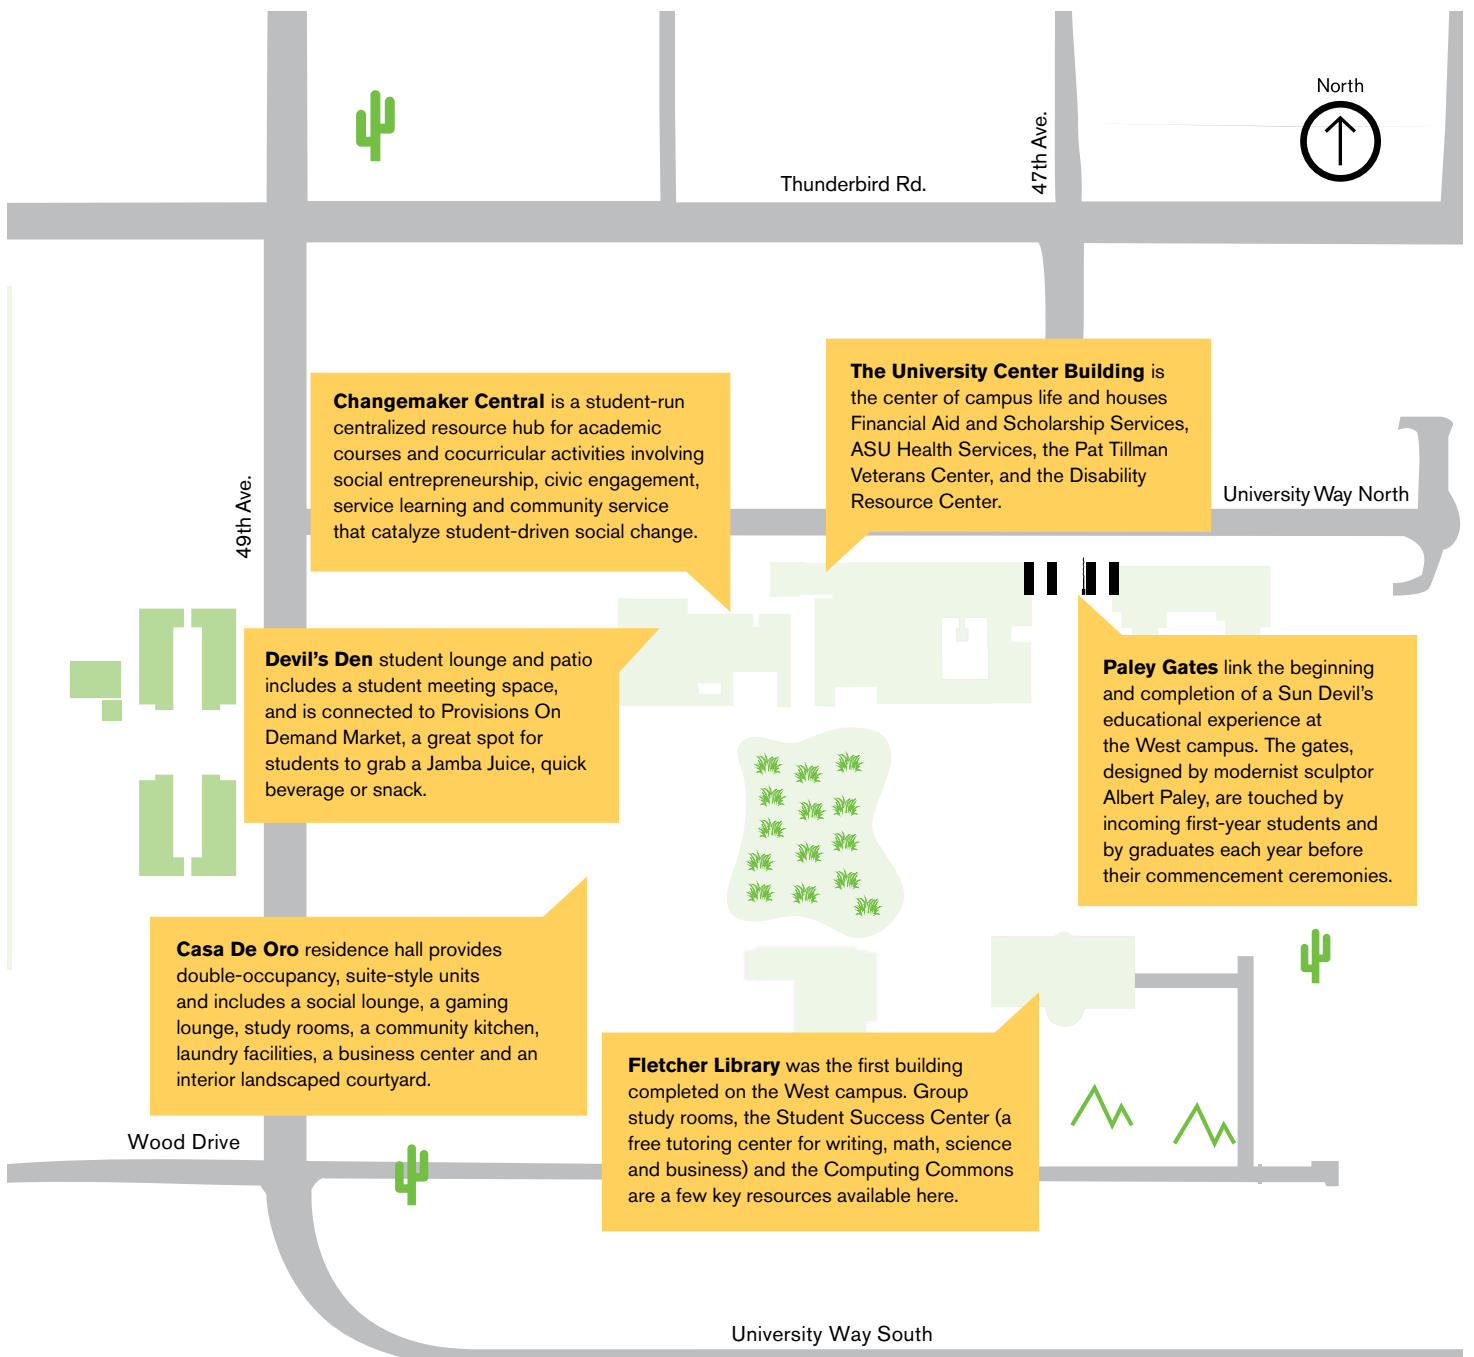 North
47th Ave.
Thunderbird Rd.
The University Center Building is
the center of campus life and houses
Financial Aid and Scholarship Services,
ASU Health Services, the Pat Tillman
Veterans Center, and the Disability
Resource Center.
Changemaker Central is a student-run
centralized resource hub for academic
courses and cocurricular activities involving
social entrepreneurship, civic engagement,
service learning and community service
that catalyze student-driven social change.
University Way North
49th Ave.
Devil's Den student lounge and patio
includes a student meeting space,
and is connected to Provisions On
Demand Market, a great spot for
students to grab a Jamba Juice, quick
beverage or snack.
Paley Gates link the beginning
and completion of a Sun Devil's
educational experience at
the West campus. The gates,
designed by modernist sculptor
Albert Paley, are touched by
incoming first-year students and
by graduates each year before
their commencement ceremonies.
Casa De Oro residence hall provides
double-occupancy, suite-style units
and includes a social lounge, a gaming
lounge, study rooms, a community kitchen,
laundry facilities, a business center and an
interior landscaped courtyard.
Fletcher Library was the first building
completed on the West campus. Group
study rooms, the Student Success Center (a
free tutoring center for writing, math, science
and business) and the Computing Commons
are a few key resources available here.
Wood Drive
University Way South